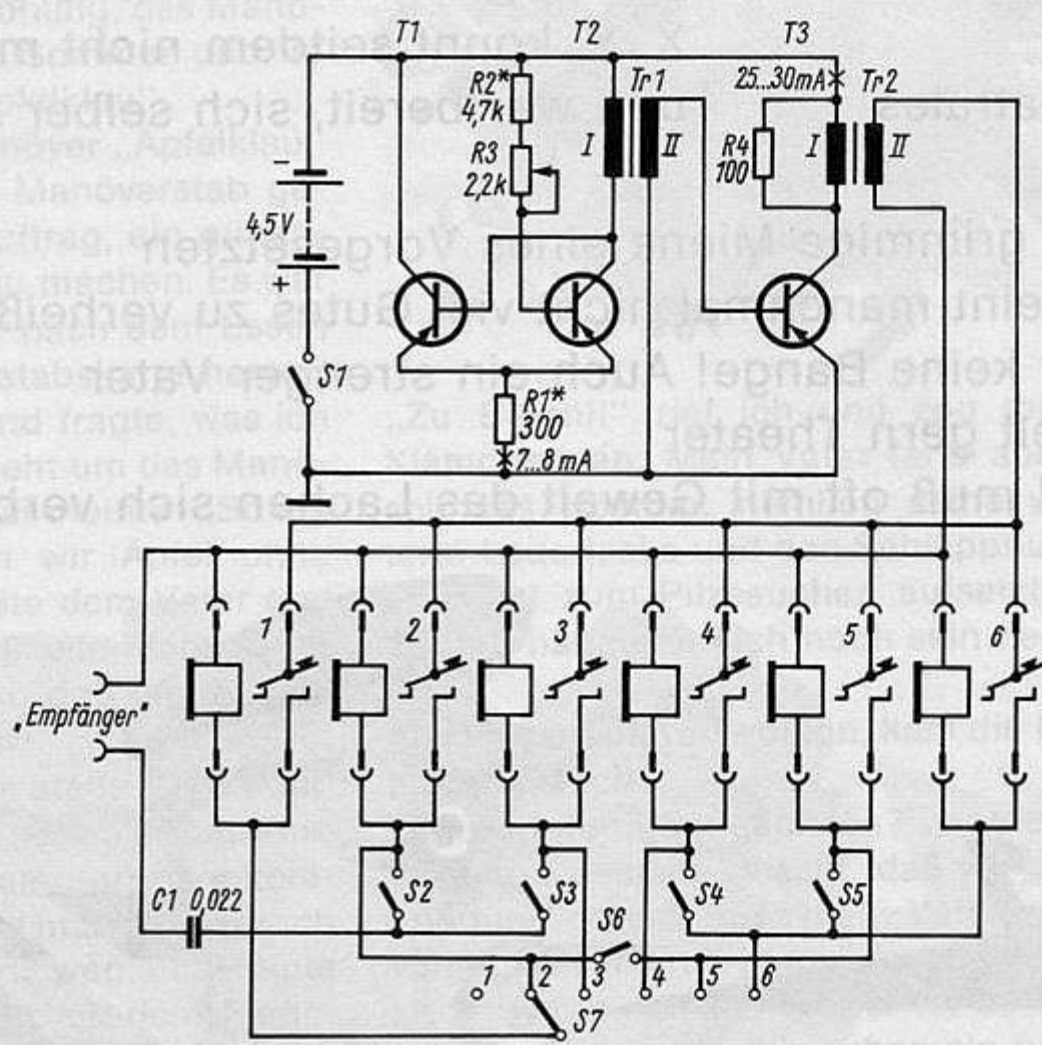 T1 T2 T3
R2* 4,7k
Tr1
25...30mA
Tr2
R3 2,2k
I II
R4 100
I II
−
4,5V
+
S1
R1* 300
7...8mA
1 2 3 4 5 6
„Empfänger"
C1 0,022
S2 S3 S4 S5
S6
1 2 3 4 5 6
S7